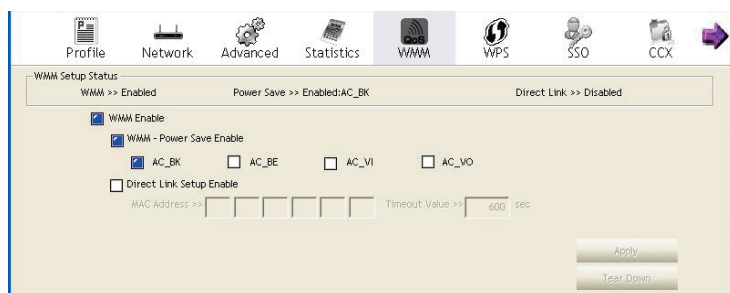 Profile Network Advanced Statistics QoS WMM WPS SSO CCX
WMM Setup Status
WMM >> Enabled Power Save >> Enabled:AC_BK Direct Link >> Disabled
WMM Enable
WMM - Power Save Enable
AC_BK AC_BE AC_VI AC_VO
Direct Link Setup Enable
MAC Address >> Timeout Value >> 600 sec
Apply
Tear Down